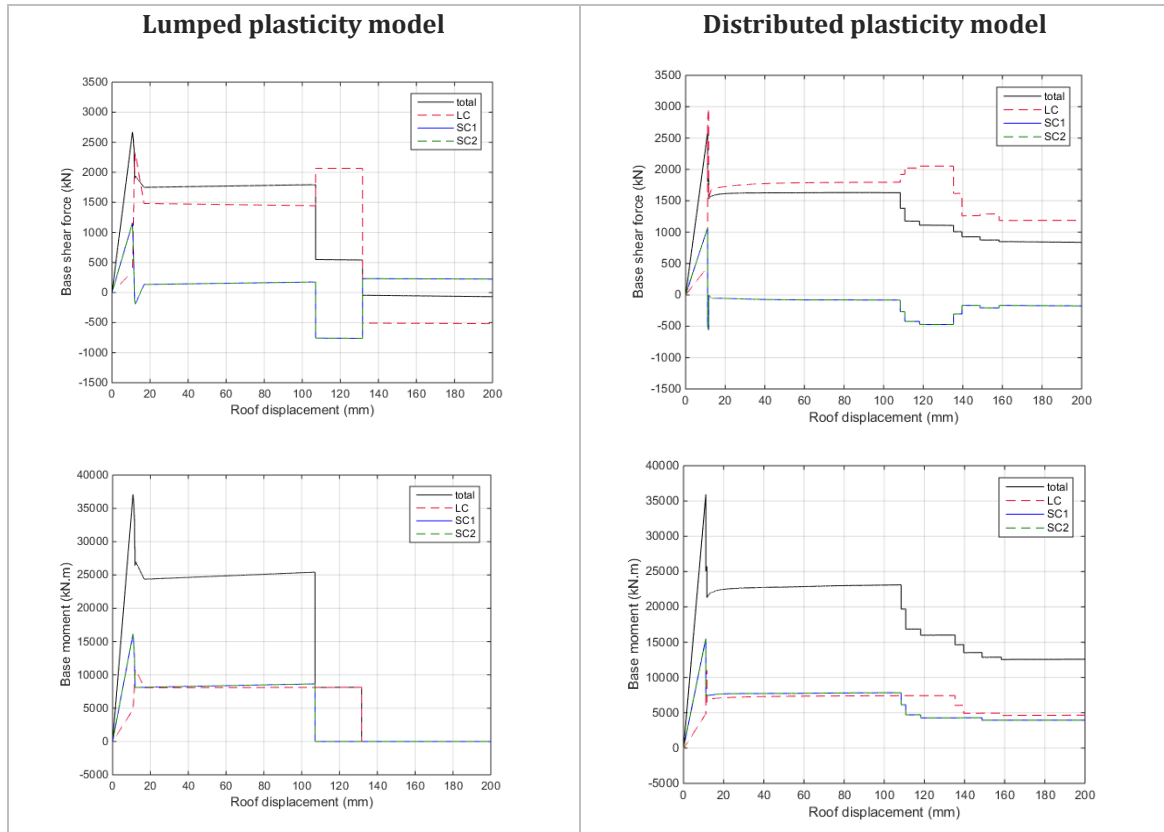 Lumped plasticity model
Distributed plasticity model
3500
3000
2500
2000
1500
1000
500
0
-500
-1000
-1500
Base shear force (kN)
total
LC
SC1
SC2
0 20 40 60 80 100 120 140 160 180 200
Roof displacement (mm)
3500
3000
2500
2000
1500
1000
500
0
-500
-1000
-1500
Base shear force (kN)
total
LC
SC1
SC2
0 20 40 60 80 100 120 140 160 180 200
Roof displacement (mm)
40000
35000
30000
25000
20000
15000
10000
5000
0
-5000
Base moment (kN.m)
total
LC
SC1
SC2
0 20 40 60 80 100 120 140 160 180 200
Roof displacement (mm)
40000
35000
30000
25000
20000
15000
10000
5000
0
-5000
Base moment (kN.m)
total
LC
SC1
SC2
0 20 40 60 80 100 120 140 160 180 200
Roof displacement (mm)